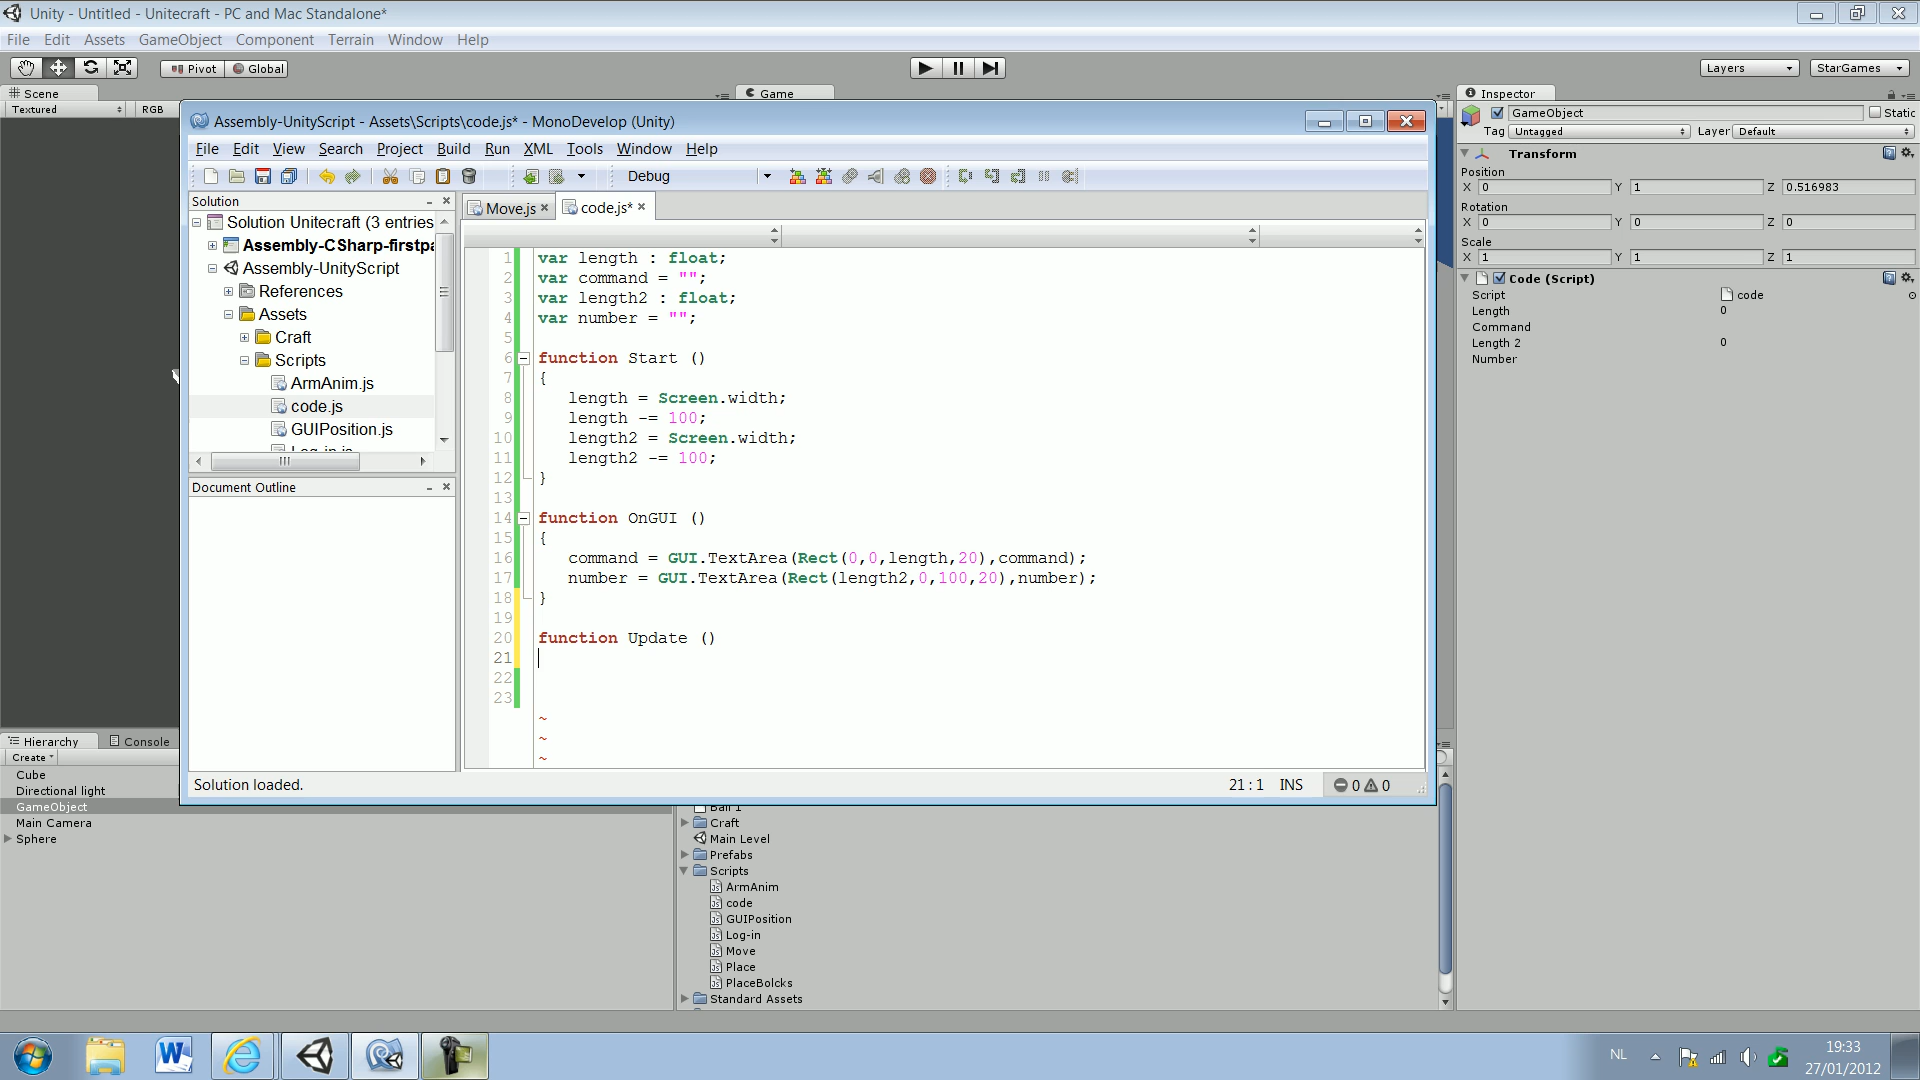 Unity - Untitled - Unitecraft - PC and Mac Standalone*
File Edit Assets GameObject Component Terrain Window Help
Pivot Global Layers StarGames
Scene Game Inspector
Textured RGB
GameObject Static
Tag Untagged Layer Default
Transform
Position
X 0 Y 1 Z 0.516983
Rotation
X 0 Y 0 Z 0
Scale
X 1 Y 1 Z 1
Code (Script)
Script code
Length 0
Command
Length 2 0
Number
Assembly-UnityScript - Assets\Scripts\code.js* - MonoDevelop (Unity)
File Edit View Search Project Build Run XML Tools Window Help
Debug
Solution
Solution Unitecraft (3 entries
Assembly-CSharp-firstpa
Assembly-UnityScript
References
Assets
Craft
Scripts
ArmAnim.js
code.js
GUIPosition.js
Log-in.js
Document Outline
Move.js code.js*
1 var length : float;
2 var command = "";
3 var length2 : float;
4 var number = "";
5
6 function Start ()
7 {
8 length = Screen.width;
9 length -= 100;
10 length2 = Screen.width;
11 length2 -= 100;
12 }
13
14 function OnGUI ()
15 {
16 command = GUI.TextArea(Rect(0,0,length,20),command);
17 number = GUI.TextArea(Rect(length2,0,100,20),number);
18 }
19
20 function Update ()
21
22
23
~
~
~
Solution loaded. 21 : 1 INS 0 0
Hierarchy Console
Create
Cube
Directional light
GameObject
Main Camera
Sphere
Ball 1
Craft
Main Level
Prefabs
Scripts
ArmAnim
code
GUIPosition
Log-in
Move
Place
PlaceBolcks
Standard Assets
NL 19:33
27/01/2012